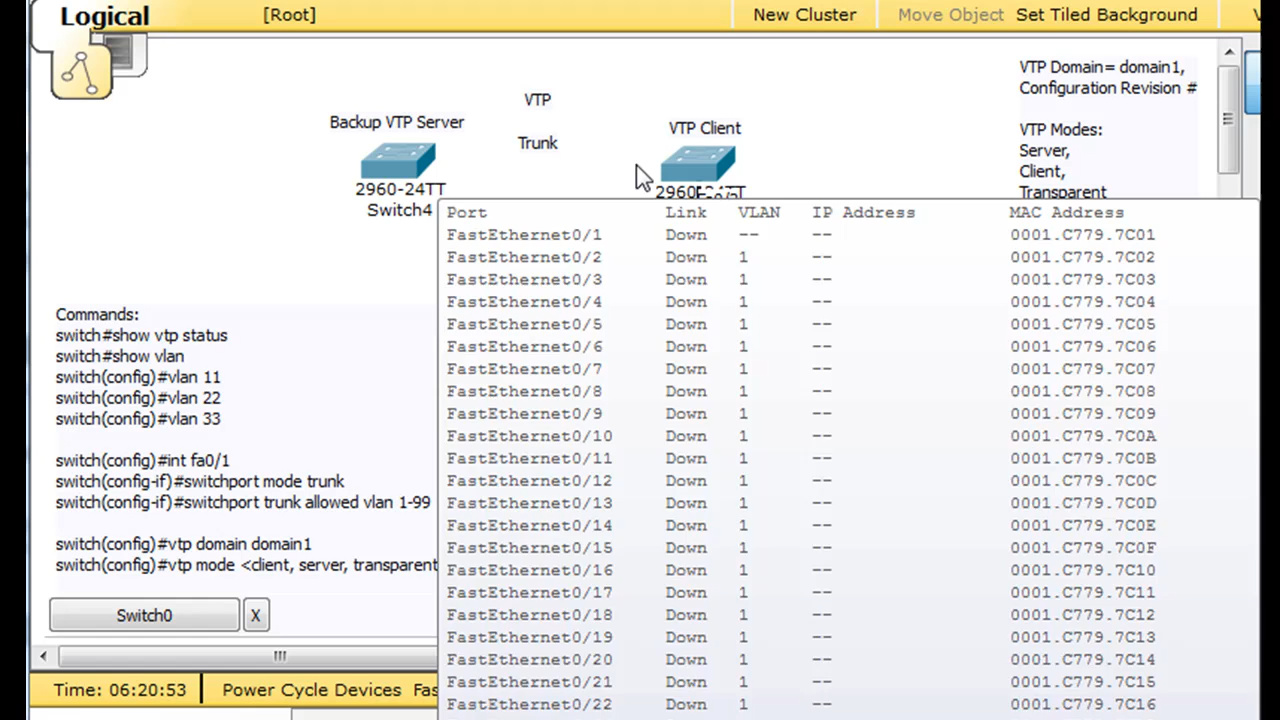 Logical
[Root]
New Cluster
Move Object
Set Tiled Background
VTP Domain= domain1,
Configuration Revision #
VTP Modes:
Server,
Client,
Transparent
VTP
Trunk
Backup VTP Server
2960-24TT
Switch4
VTP Client
Port Link VLAN IP Address MAC Address
FastEthernet0/1 Down -- -- 0001.C779.7C01
FastEthernet0/2 Down 1 -- 0001.C779.7C02
FastEthernet0/3 Down 1 -- 0001.C779.7C03
FastEthernet0/4 Down 1 -- 0001.C779.7C04
FastEthernet0/5 Down 1 -- 0001.C779.7C05
FastEthernet0/6 Down 1 -- 0001.C779.7C06
FastEthernet0/7 Down 1 -- 0001.C779.7C07
FastEthernet0/8 Down 1 -- 0001.C779.7C08
FastEthernet0/9 Down 1 -- 0001.C779.7C09
FastEthernet0/10 Down 1 -- 0001.C779.7C0A
FastEthernet0/11 Down 1 -- 0001.C779.7C0B
FastEthernet0/12 Down 1 -- 0001.C779.7C0C
FastEthernet0/13 Down 1 -- 0001.C779.7C0D
FastEthernet0/14 Down 1 -- 0001.C779.7C0E
FastEthernet0/15 Down 1 -- 0001.C779.7C0F
FastEthernet0/16 Down 1 -- 0001.C779.7C10
FastEthernet0/17 Down 1 -- 0001.C779.7C11
FastEthernet0/18 Down 1 -- 0001.C779.7C12
FastEthernet0/19 Down 1 -- 0001.C779.7C13
FastEthernet0/20 Down 1 -- 0001.C779.7C14
FastEthernet0/21 Down 1 -- 0001.C779.7C15
FastEthernet0/22 Down 1 -- 0001.C779.7C16
Commands:
switch#show vtp status
switch#show vlan
switch(config)#vlan 11
switch(config)#vlan 22
switch(config)#vlan 33
switch(config)#int fa0/1
switch(config-if)#switchport mode trunk
switch(config-if)#switchport trunk allowed vlan 1-99
switch(config)#vtp domain domain1
switch(config)#vtp mode <client, server, transparent
Switch0
X
Time: 06:20:53
Power Cycle Devices
Fas